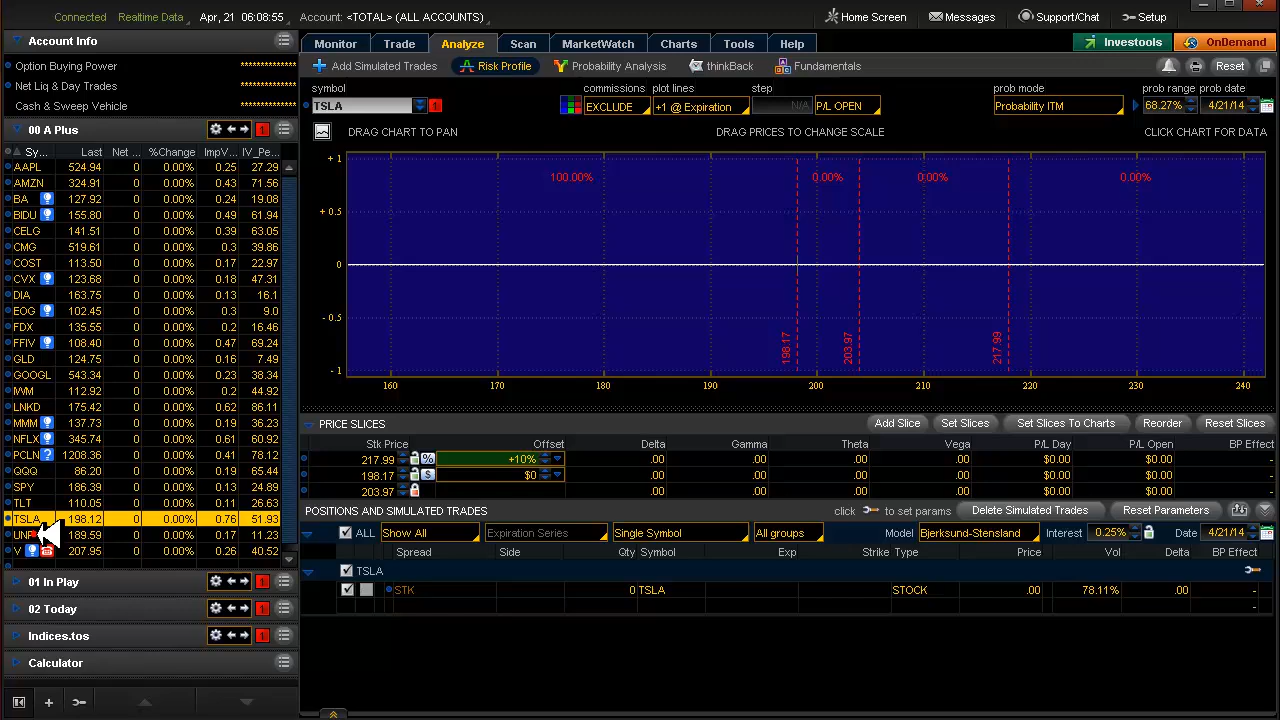 Connected Realtime Data Apr, 21 06:08:55 Account: <TOTAL> (ALL ACCOUNTS) Home Screen Messages Support/Chat Setup
Account Info
Option Buying Power ***************
Net Liq & Day Trades ***************
Cash & Sweep Vehicle ***************
00 A Plus 1
Sy... Last Net ... %Change ImpV... IV_Pe...
AAPL 524.94 0 0.00% 0.25 27.29
AMZN 324.91 0 0.00% 0.43 71.56
BA 127.92 0 0.00% 0.24 19.08
BIDU 155.80 0 0.00% 0.49 61.94
CELG 141.51 0 0.00% 0.39 63.05
CMG 519.61 0 0.00% 0.3 39.86
COST 113.50 0 0.00% 0.17 22.97
CVX 123.68 0 0.00% 0.18 47.31
DIA 163.75 0 0.00% 0.13 16.1
EOG 102.45 0 0.00% 0.3 9.0
FDX 135.55 0 0.00% 0.2 16.46
FFIV 108.40 0 0.00% 0.47 69.24
GLD 124.75 0 0.00% 0.16 7.49
GOOGL 543.34 0 0.00% 0.23 38.34
IWM 112.92 0 0.00% 0.2 44.92
LNKD 175.42 0 0.00% 0.62 86.11
MMM 137.73 0 0.00% 0.19 36.23
NFLX 345.74 0 0.00% 0.61 60.92
PCLN ? 1208.36 0 0.00% 0.41 78.12
QQQ 86.20 0 0.00% 0.19 65.44
SPY 186.39 0 0.00% 0.13 24.89
TLT 110.05 0 0.00% 0.11 26.63
TSLA 198.12 0 0.00% 0.76 51.93
UNP 189.59 0 0.00% 0.17 11.23
V 207.95 0 0.00% 0.26 40.52
01 In Play 1
02 Today 1
Indices.tos 1
Calculator
Monitor Trade Analyze Scan MarketWatch Charts Tools Help Investools OnDemand
Add Simulated Trades Risk Profile Probability Analysis thinkBack Fundamentals Reset
symbol commissions plot lines step prob mode prob range prob date
TSLA 1 EXCLUDE +1 @ Expiration N/A P/L OPEN Probability ITM 68.27% 4/21/14
DRAG CHART TO PAN DRAG PRICES TO CHANGE SCALE CLICK CHART FOR DATA
+ 1
100.00% 0.00% 0.00% 0.00%
+ 0.5
0
- 0.5
198.17 203.97 217.99
- 1
160 170 180 190 200 210 220 230 240
PRICE SLICES Add Slice Set Slices Set Slices To Charts Reorder Reset Slices
Stk Price Offset Delta Gamma Theta Vega P/L Day P/L Open BP Effect
217.99 % +10% .00 .00 .00 .00 $0.00 $0.00
198.17 $ $0 .00 .00 .00 .00 $0.00 $0.00
203.97 .00 .00 .00 .00 $0.00 $0.00
POSITIONS AND SIMULATED TRADES click to set params Delete Simulated Trades Reset Parameters
ALL Show All Expiration Series Single Symbol All groups Model Bjerksund-Stensland Interest 0.25% Date 4/21/14
Spread Side Qty Symbol Exp Strike Type Price Vol Delta BP Effect
TSLA -
STK 0 TSLA STOCK .00 78.11% .00 -
-